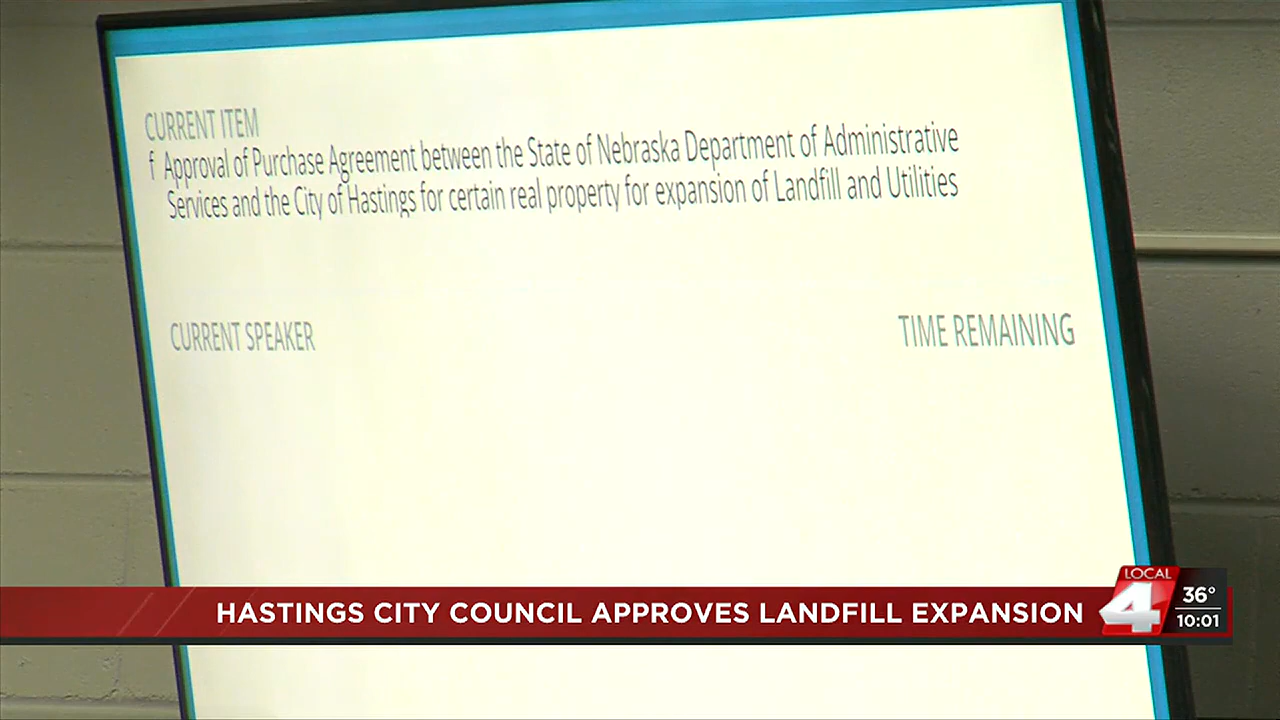 CURRENT ITEM
f Approval of Purchase Agreement between the State of Nebraska Department of Administrative
Services and the City of Hastings for certain real property for expansion of Landfill and Utilities
CURRENT SPEAKER
TIME REMAINING
HASTINGS CITY COUNCIL APPROVES LANDFILL EXPANSION
LOCAL
4
36°
10:01